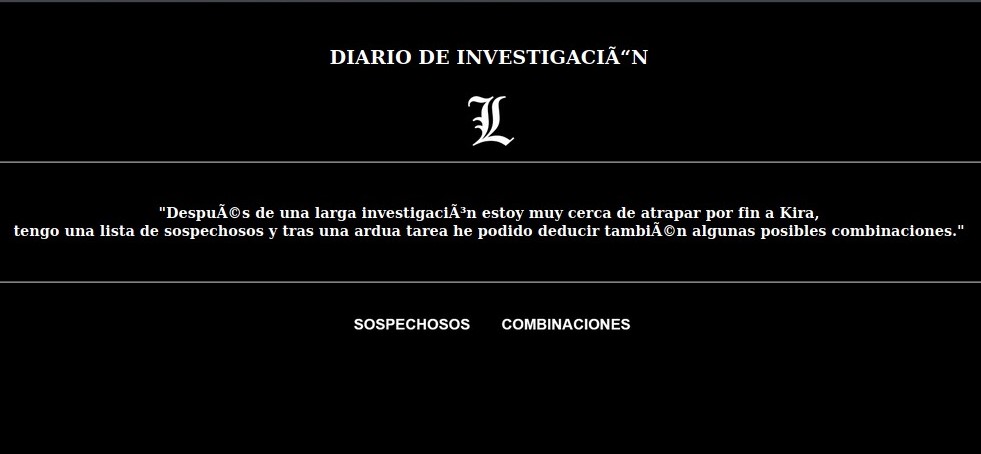 DIARIO DE INVESTIGACIÃ“N
L
"DespuÃ©s de una larga investigaciÃ³n estoy muy cerca de atrapar por fin a Kira,
tengo una lista de sospechosos y tras una ardua tarea he podido deducir tambiÃ©n algunas posibles combinaciones."
SOSPECHOSOS COMBINACIONES